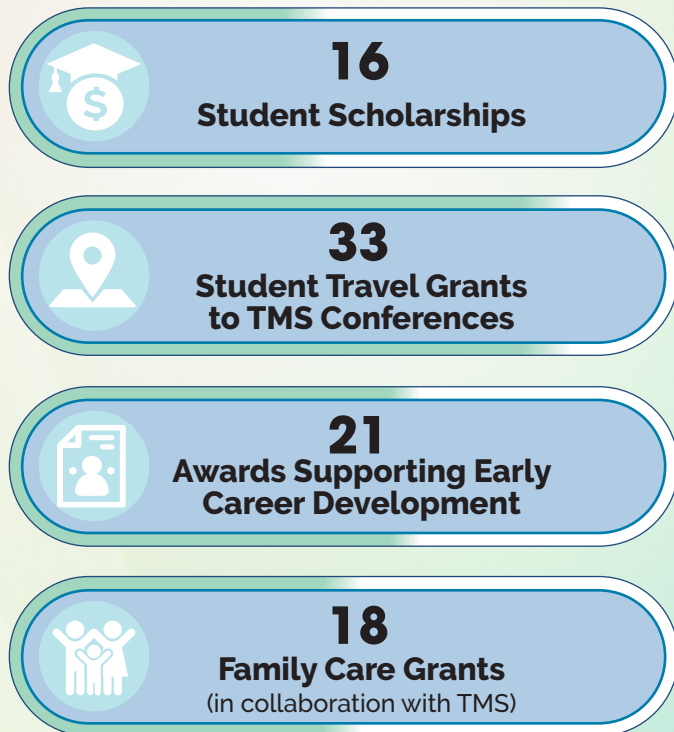 16
Student Scholarships
33
Student Travel Grants
to TMS Conferences
21
Awards Supporting Early
Career Development
18
Family Care Grants
(in collaboration with TMS)